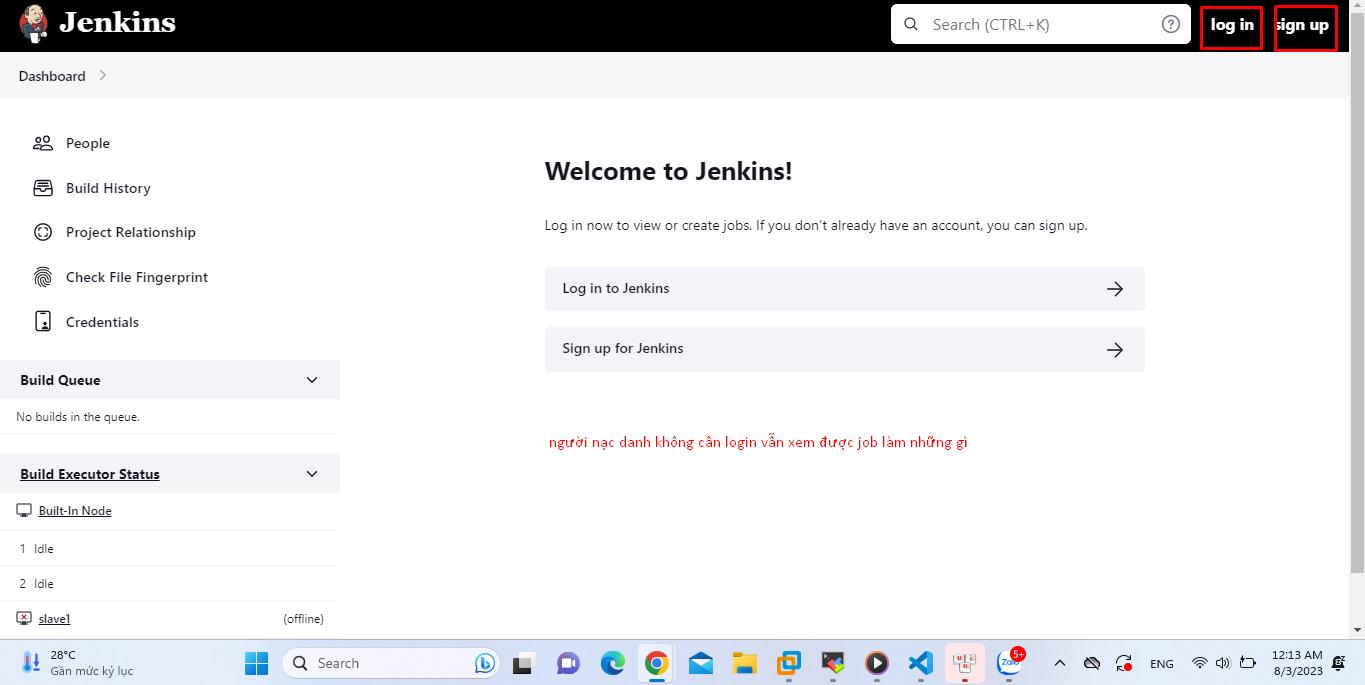 Jenkins
Search (CTRL+K)
log in
sign up
Dashboard
People
Build History
Project Relationship
Check File Fingerprint
Credentials
Build Queue
No builds in the queue.
Build Executor Status
Built-In Node
1 Idle
2 Idle
slave1 (offline)
Welcome to Jenkins!
Log in now to view or create jobs. If you don't already have an account, you can sign up.
Log in to Jenkins
Sign up for Jenkins
người nạc danh không cần login vẫn xem được job làm những gì
28°C
Gần mức kỷ lục
Search
Zalo
5+
ENG
12:13 AM
8/3/2023